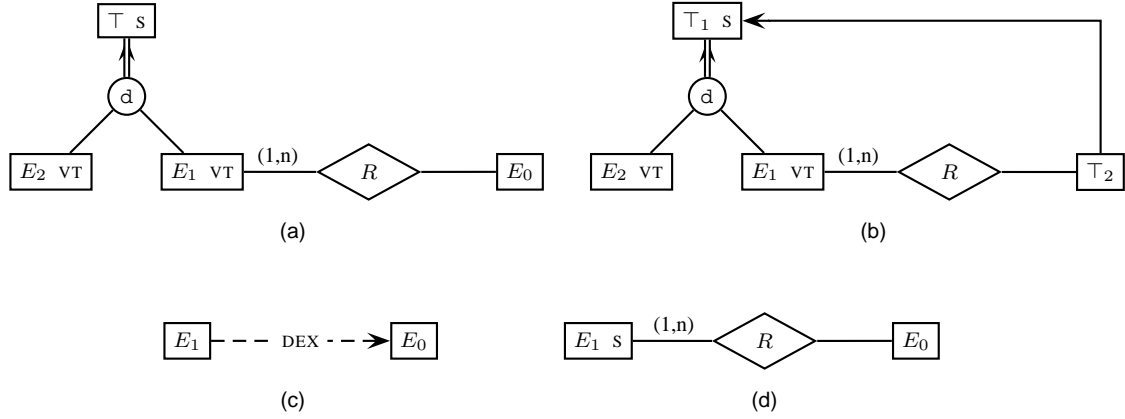 ⊤ S
d
E₂ VT
E₁ VT
(1,n)
R
E₀
(a)
⊤₁ S
d
E₂ VT
E₁ VT
(1,n)
R
⊤₂
(b)
E₁
DEX
E₀
(c)
E₁ S
(1,n)
R
E₀
(d)